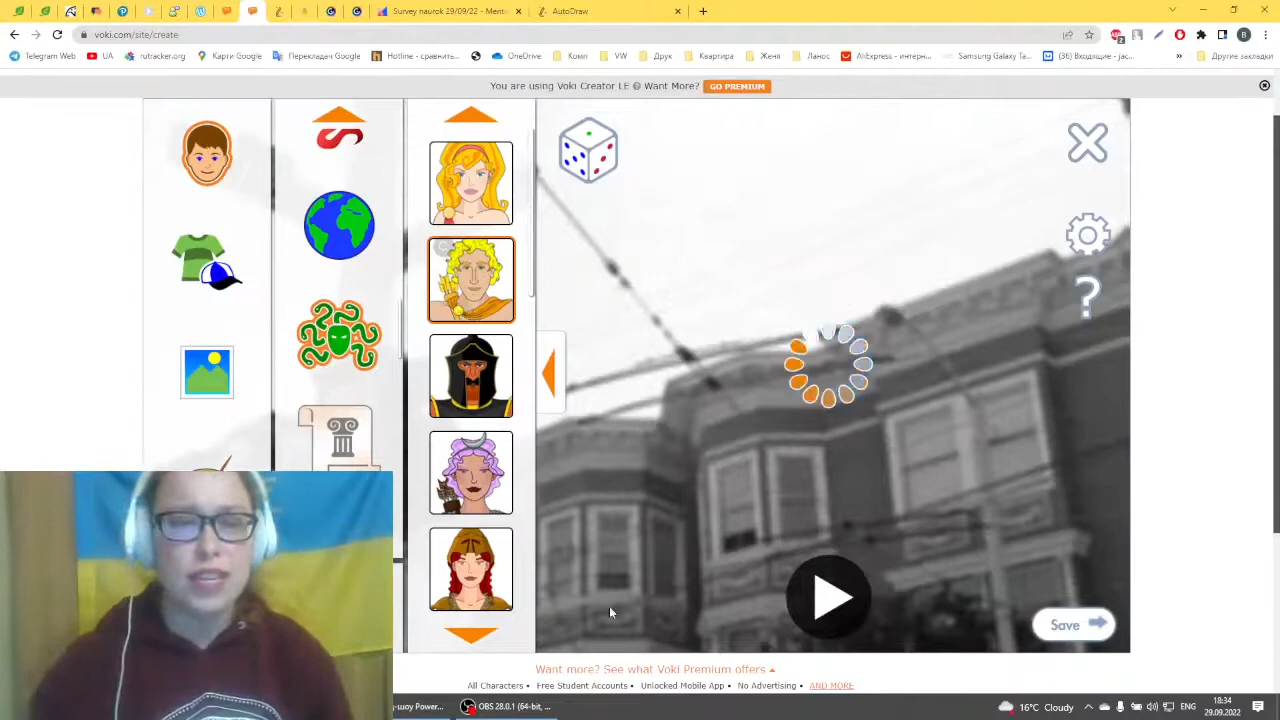 Survey naurok 29/09/22 - Menti
AutoDraw
voki.com/site/create
Telegram Web
UA
rutracker.org
Карти Google
Перекладач Google
Hotline - сравнить...
OneDrive
Комп
VW
Друк
Квартира
Женя
Ланос
AliExpress - интерн...
Samsung Galaxy Ta...
(36) Входящие - jac...
»
Другие закладки
You are using Voki Creator LE ? Want More? GO PREMIUM
?
Save
Want more? See what Voki Premium offers
All Characters • Free Student Accounts • Unlocked Mobile App • No Advertising • AND MORE
OBS 28.0.1 (64-bit, ...
16°C Cloudy
ENG
18:34
29.09.2022